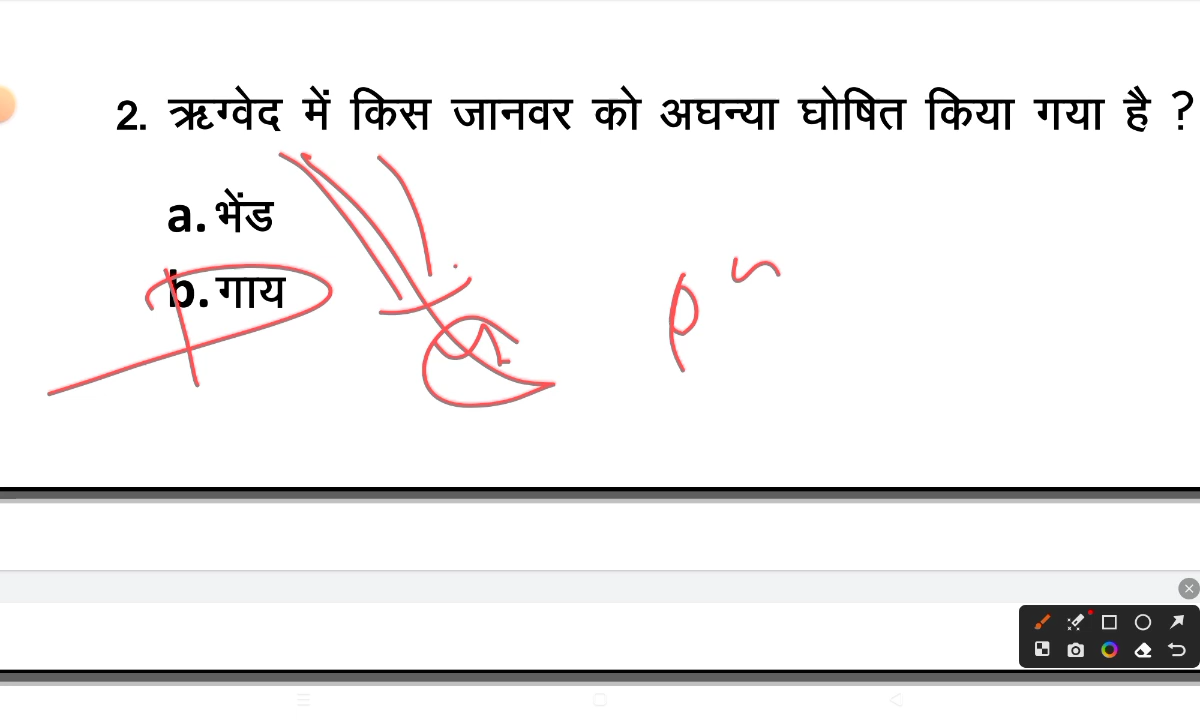 2. ऋग्वेद में किस जानवर को अघन्या घोषित किया गया है ?
a. भेंड
b. गाय